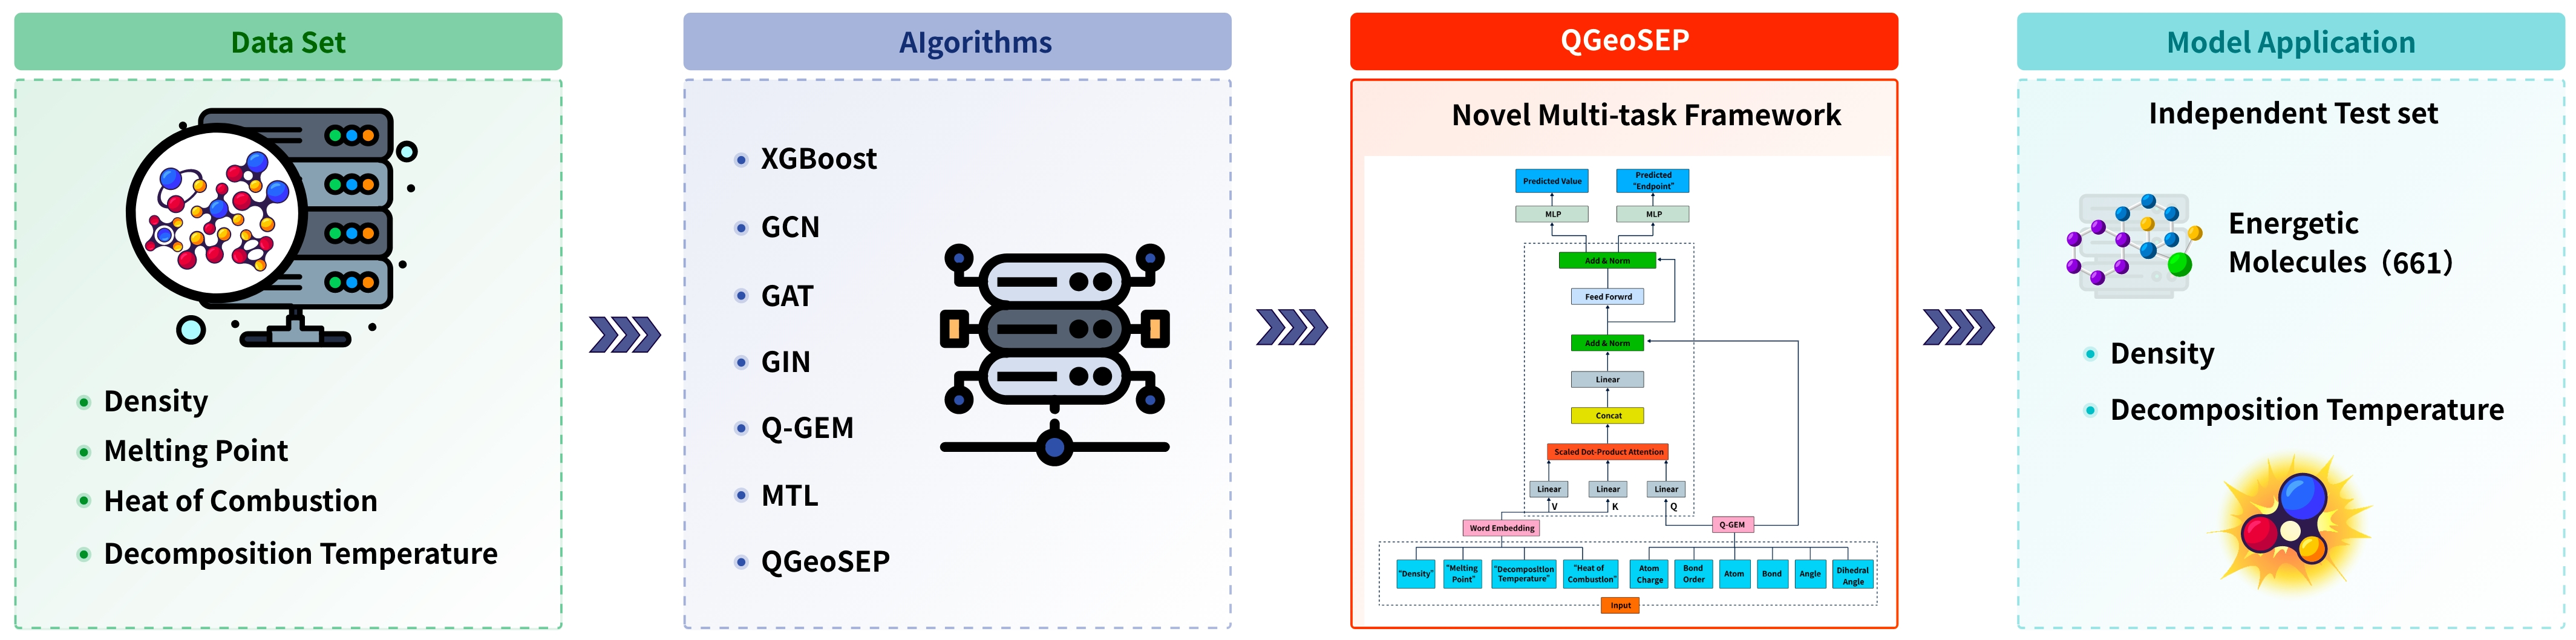 Data Set
Density
Melting Point
Heat of Combustion
Decomposition Temperature
AIgorithms
XGBoost
GCN
GAT
GIN
Q-GEM
MTL
QGeoSEP
QGeoSEP
Novel Multi-task Framework
Predicted Value
Predicted
"Endpoint"
MLP
MLP
Add & Norm
Feed Forwrd
Add & Norm
Linear
Concat
Scaled Dot-Product Attention
Linear
Linear
Linear
V
K
Q
Word Embedding
Q-GEM
"Density"
"Melting
Point"
"Decomposition
Temperature"
"Heat of
Combustion"
Atom
Charge
Bond
Order
Atom
Bond
Angle
Dihedral
Angle
Input
Model Application
Independent Test set
Energetic
Molecules（661）
Density
Decomposition Temperature